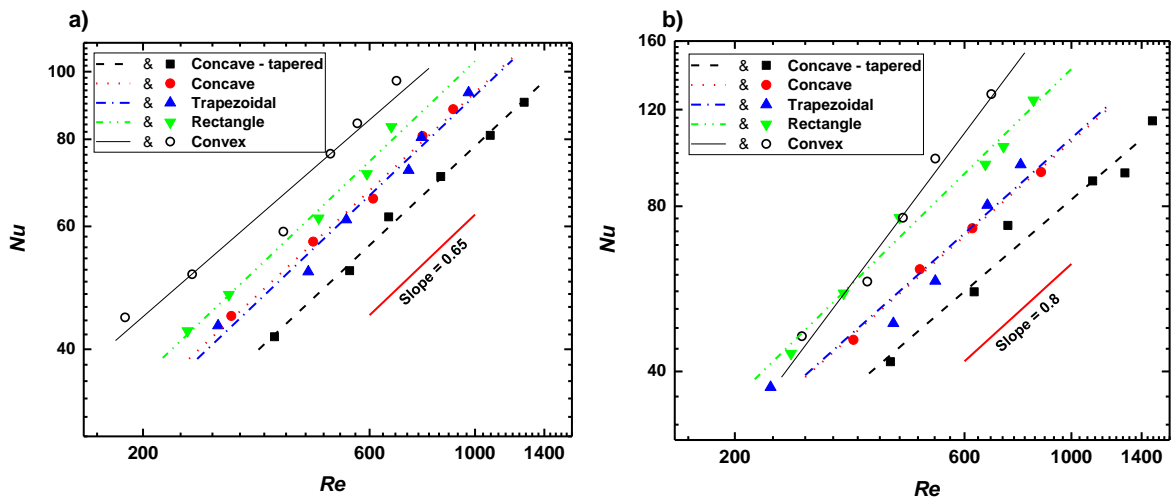 a)
100
80
60
40
Nu
& Concave - tapered
& Concave
& Trapezoidal
& Rectangle
& Convex
Slope = 0.65
200
600
1000
1400
Re
b)
160
120
80
40
Nu
& Concave - tapered
& Concave
& Trapezoidal
& Rectangle
& Convex
Slope = 0.8
200
600
1000
1400
Re